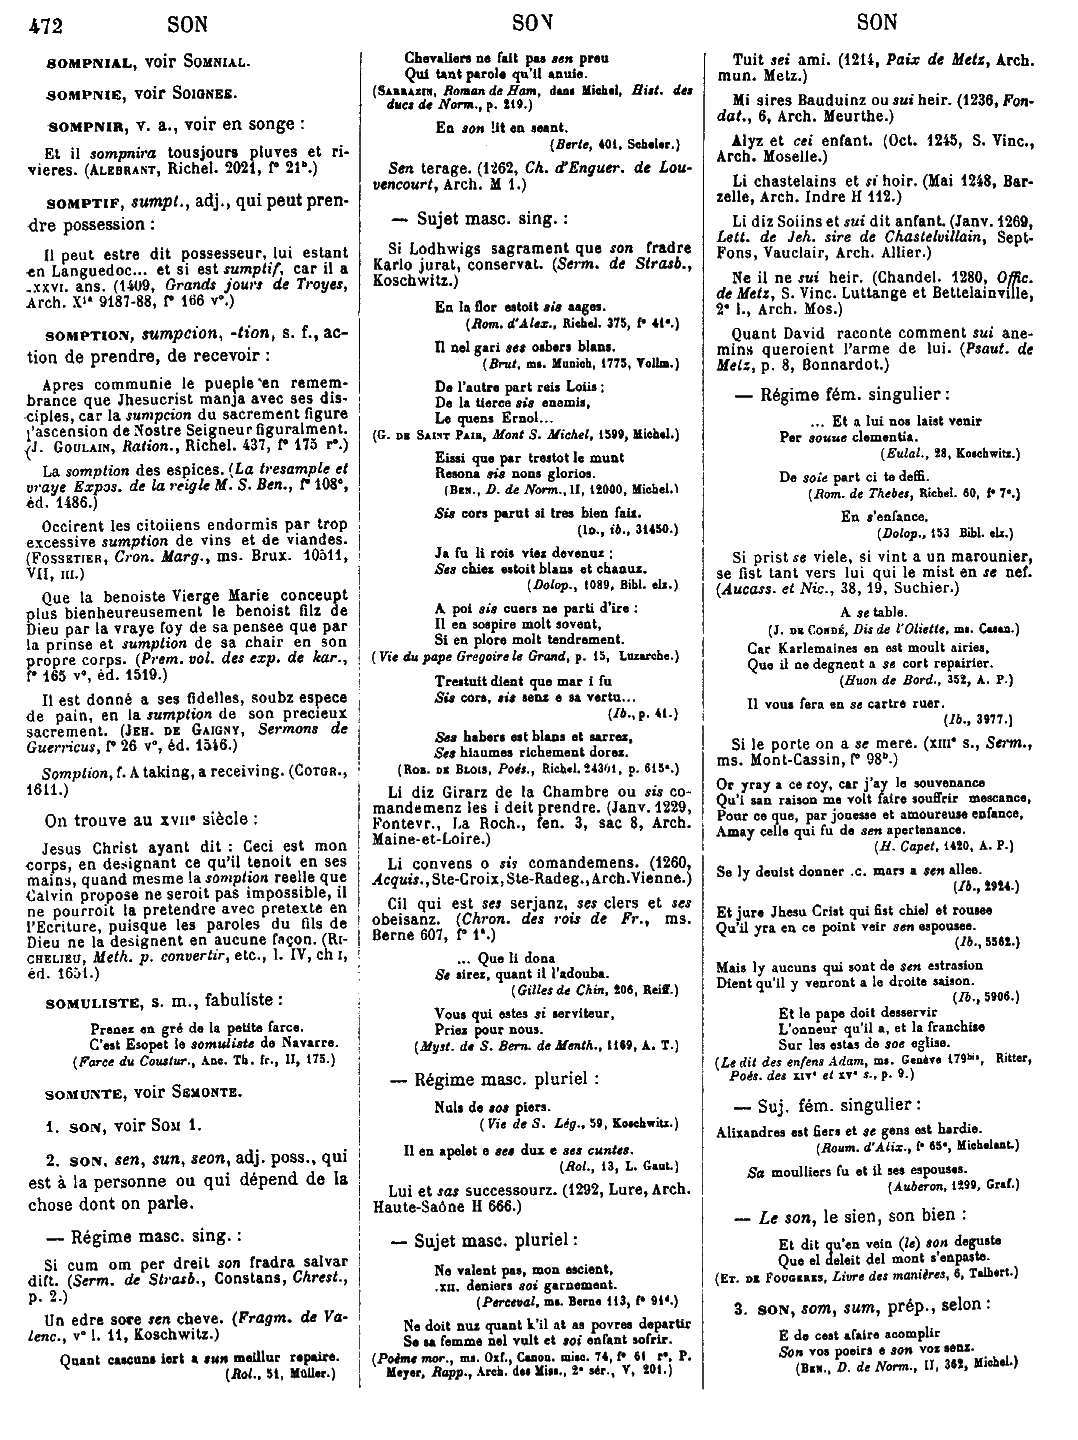 472 SON SON SON
SOMPNIAL, voir SOMNIAL.
SOMPNIE, voir SOIGNEE.
SOMPNIR, v. a., voir en songe :
Et il sompnira tousjours pluves et ri-
vieres. (ALEBRANT, Richel. 2021, f° 21b.)
SOMPTIF, sumpt., adj., qui peut pren-
dre possession :
Il peut estre dit possesseur, lui estant
en Languedoc... et si est sumptif, car il a
.xxvi. ans. (1409, Grands jours de Troyes,
Arch. X1a 9187-88, f° 166 v°.)
SOMPTION, sumpcion, -tion, s. f., ac-
tion de prendre, de recevoir :
Apres communie le pueple en remem-
brance que Jhesucrist manja avec ses dis-
ciples, car la sumpcion du sacrement figure
l'ascension de Nostre Seigneur figuralment.
(J. GOULAIN, Ration., Richel. 437, f° 175 r°.)
La somption des espices. (La tresample et
vraye Expos. de la reigle M. S. Ben., f° 108c,
éd. 1486.)
Occirent les citoiiens endormis par trop
excessive sumption de vins et de viandes.
(FOSSETIER, Cron. Marg., ms. Brux. 10511,
VII, III.)
Que la benoiste Vierge Marie conceupt
plus bienheureusement le benoist filz de
Dieu par la vraye foy de sa pensee que par
la prinse et sumption de sa chair en son
propre corps. (Prem. vol. des exp. de kar.,
f° 165 v°, éd. 1519.)
Il est donné a ses fidelles, soubz espece
de pain, en la sumption de son precieux
sacrement. (JEH. DE GAIGNY, Sermons de
Guerricus, f° 26 v°, éd. 1546.)
Somption, f. A taking, a receiving. (COTGR.,
1611.)
On trouve au XVIIe siècle :
Jesus Christ ayant dit : Ceci est mon
corps, en designant ce qu'il tenoit en ses
mains, quand mesme la somption reelle que
Calvin propose ne seroit pas impossible, il
ne pourroit la pretendre avec pretexte en
l'Ecriture, puisque les paroles du fils de
Dieu ne la designent en aucune façon. (RI-
CHELIEU, Meth. p. convertir, etc., l. IV, ch I,
éd. 1651.)
SOMULISTE, s. m., fabuliste :
Prenez en gré de la petite farce.
C'est Esopet le somuliste de Navarre.
(Farce du Coustur., Anc. Th. fr., II, 175.)
SOMUNTE, voir SEMONTE.
1. SON, voir SOM 1.
2. SON, sen, sun, seon, adj. poss., qui
est à la personne ou qui dépend de la
chose dont on parle.
— Régime masc. sing. :
Si cum om per dreit son fradra salvar
dift. (Serm. de Strasb., Constans, Chrest.,
p. 2.)
Un edre sore sen cheve. (Fragm. de Va-
lenc., v° l. 11, Koschwitz.)
Quant cascuns iert a sun meillur repaire.
(Rol., 51, Müller.)
Chevaliers ne fait pas sen preu
Qui tant parole qu'il anuie.
(SARRAZIN, Roman de Ham, dans Michel, Hist. des
ducs de Norm., p. 219.)
En son lit en seant.
(Berte, 401, Scheler.)
Sen terage. (1262, Ch. d'Enguer. de Lou-
vencourt, Arch. M 1.)
— Sujet masc. sing. :
Si Lodhwigs sagrament que son fradre
Karlo jurat, conservat. (Serm. de Strasb.,
Koschwitz.)
En la flor estoit sis aages.
(Rom. d'Alex., Richel. 375, f° 41c.)
Il nel gari ses osbers blans.
(Brut, ms. Munich, 1775, Vollm.)
De l'autre part reis Loiis ;
De la tierce sis enemis,
Le quens Ernol...
(G. DE SAINT PAIR, Mont S. Michel, 1599, Michel.)
Eissi que par trestot le munt
Resona sis nons glorios.
(BEN., D. de Norm., II, 12000, Michel.)
Sis cors parut si tres bien faiz.
(ID., ib., 31450.)
Ja fu li rois viez devenuz ;
Ses chiez estoit blans et chanuz.
(Dolop., 1089, Bibl. elz.)
A poi sis cuers ne parti d'ire :
Il en sospire molt sovent,
Si en plore molt tendrement.
(Vie du pape Gregoire le Grand, p. 15, Luzarche.)
Trestuit dient que mar i fu
Sis cors, sis senz e sa vertu...
(Ib., p. 41.)
Ses habers est blans et sarrez,
Ses hiaumes richement dorez.
(ROB. DE BLOIS, Poés., Richel. 24301, p. 615a.)
Li diz Girarz de la Chambre ou sis co-
mandemenz les i deit prendre. (Janv. 1229,
Fontevr., La Roch., fen. 3, sac 8, Arch.
Maine-et-Loire.)
Li convens o sis comandemens. (1260,
Acquis., Ste-Croix, Ste-Radeg., Arch. Vienne.)
Cil qui est ses serjanz, ses clers et ses
obeisanz. (Chron. des rois de Fr., ms.
Berne 607, f° 1a.)
... Que li dona
Se sirez, quant il l'adouba.
(Gilles de Chin, 206, Reiff.)
Vous qui estes si serviteur,
Priez pour nous.
(Myst. de S. Bern. de Menth., 1169, A. T.)
— Régime masc. pluriel :
Nuls de sos piers.
(Vie de S. Lég., 59, Koschwitz.)
Il en apelet e ses dux e ses cuntes.
(Rol., 13, L. Gaut.)
Lui et sas successourz. (1292, Lure, Arch.
Haute-Saône H 666.)
— Sujet masc. pluriel :
Ne valent pas, mon escient,
.XII. deniers soi garnement.
(Perceval, ms. Berne 113, f° 91d.)
Ne doit nuz quant k'il at as povres departir
Se sa femme nel vult et soi enfant sofrir.
(Poème mor., ms. Oxf., Canon. misc. 74, f° 61 r°, P.
Meyer, Rapp., Arch. des Miss., 2e sér., V, 201.)
Tuit sei ami. (1214, Paix de Metz, Arch.
mun. Metz.)
Mi sires Bauduinz ou sui heir. (1236, Fon-
dat., 6, Arch. Meurthe.)
Alyz et cei enfant. (Oct. 1245, S. Vinc.,
Arch. Moselle.)
Li chastelains et si hoir. (Mai 1248, Bar-
zelle, Arch. Indre H 112.)
Li diz Soiins et sui dit anfant. (Janv. 1269,
Lett. de Jeh. sire de Chastelvillain, Sept-
Fons, Vauclair, Arch. Allier.)
Ne il ne sui heir. (Chandel. 1280, Offic.
de Metz, S. Vinc. Luttange et Bettelainville,
2e l., Arch. Mos.)
Quant David raconte comment sui ane-
mins queroient l'arme de lui. (Psaut. de
Metz, p. 8, Bonnardot.)
— Régime fém. singulier :
... Et a lui nos laist venir
Per souue clementia.
(Eulal., 28, Koschwitz.)
De soie part ci te deffi.
(Rom. de Thebes, Richel. 60, f° 7c.)
En s'enfance.
(Dolop., 153 Bibl. elz.)
Si prist se viele, si vint a un marounier,
se fist tant vers lui qui le mist en se nef.
(Aucass. et Nic., 38, 19, Suchier.)
A se table.
(J. DE CONDÉ, Dis de l'Oliette, ms. Casan.)
Car Karlemaines en est moult airies,
Que il ne degnent a se cort repairier.
(Huon de Bord., 352, A. P.)
Il vous fera en se cartre ruer.
(Ib., 3977.)
Si le porte on a se mere. (XIIIe s., Serm.,
ms. Mont-Cassin, f° 98b.)
Or yray a ce roy, car j'ay le souvenance
Qu'i san raison me volt faire souffrir mescance,
Pour ce que, par jonesse et amoureuse enfance,
Amay celle qui fu de sen apertenance.
(H. Capet, 1420, A. P.)
Se ly deuist donner .c. mars a sen allee.
(Ib., 2924.)
Et jure Jhesu Crist qui fist chiel et rousee
Qu'il yra en ce point veir sen espousee.
(Ib., 5562.)
Mais ly aucuns qui sont de sen estrasion
Dient qu'il y venront a le droite saison.
(Ib., 5906.)
Et le pape doit desservir
L'onneur qu'il a, et la franchise
Sur les estas de soe eglise.
(Le dit des enfens Adam, ms. Genève 179bis, Ritter,
Poés. des XIVe et XVe s., p. 9.)
— Suj. fém. singulier :
Alixandres est fiers et se gens est hardie.
(Roum. d'Alix., f° 65c, Michelant.)
Sa moulliers fu et il ses espouses.
(Auberon, 1299, Graf.)
— Le son, le sien, son bien :
Et dit qu'en vein (le) son deguste
Que el deleit del mont s'enpaste.
(ET. DE FOUGERES, Livre des manières, 6, Talbert.)
3. SON, som, sum, prép., selon :
E de cest afaire acomplir
Son vos poeirs e son voz senz.
(BEN., D. de Norm., II, 362, Michel.)